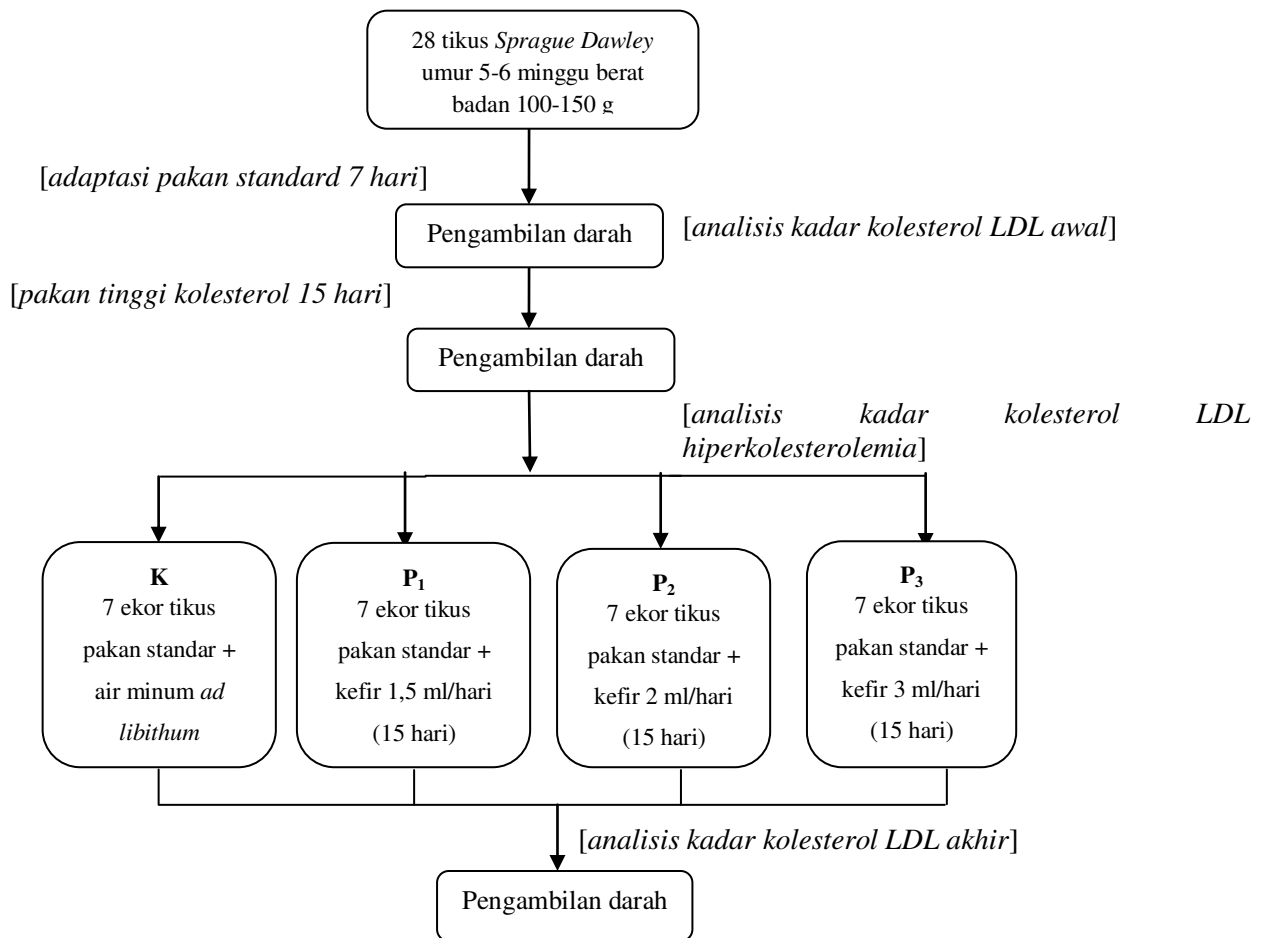 28 tikus Sprague Dawley
umur 5-6 minggu berat
badan 100-150 g
[adaptasi pakan standard 7 hari]
Pengambilan darah
[analisis kadar kolesterol LDL awal]
[pakan tinggi kolesterol 15 hari]
Pengambilan darah
[analisis kadar kolesterol LDL
hiperkolesterolemia]
K
7 ekor tikus
pakan standar +
air minum ad
libithum
P₁
7 ekor tikus
pakan standar +
kefir 1,5 ml/hari
(15 hari)
P₂
7 ekor tikus
pakan standar +
kefir 2 ml/hari
(15 hari)
P₃
7 ekor tikus
pakan standar +
kefir 3 ml/hari
(15 hari)
[analisis kadar kolesterol LDL akhir]
Pengambilan darah